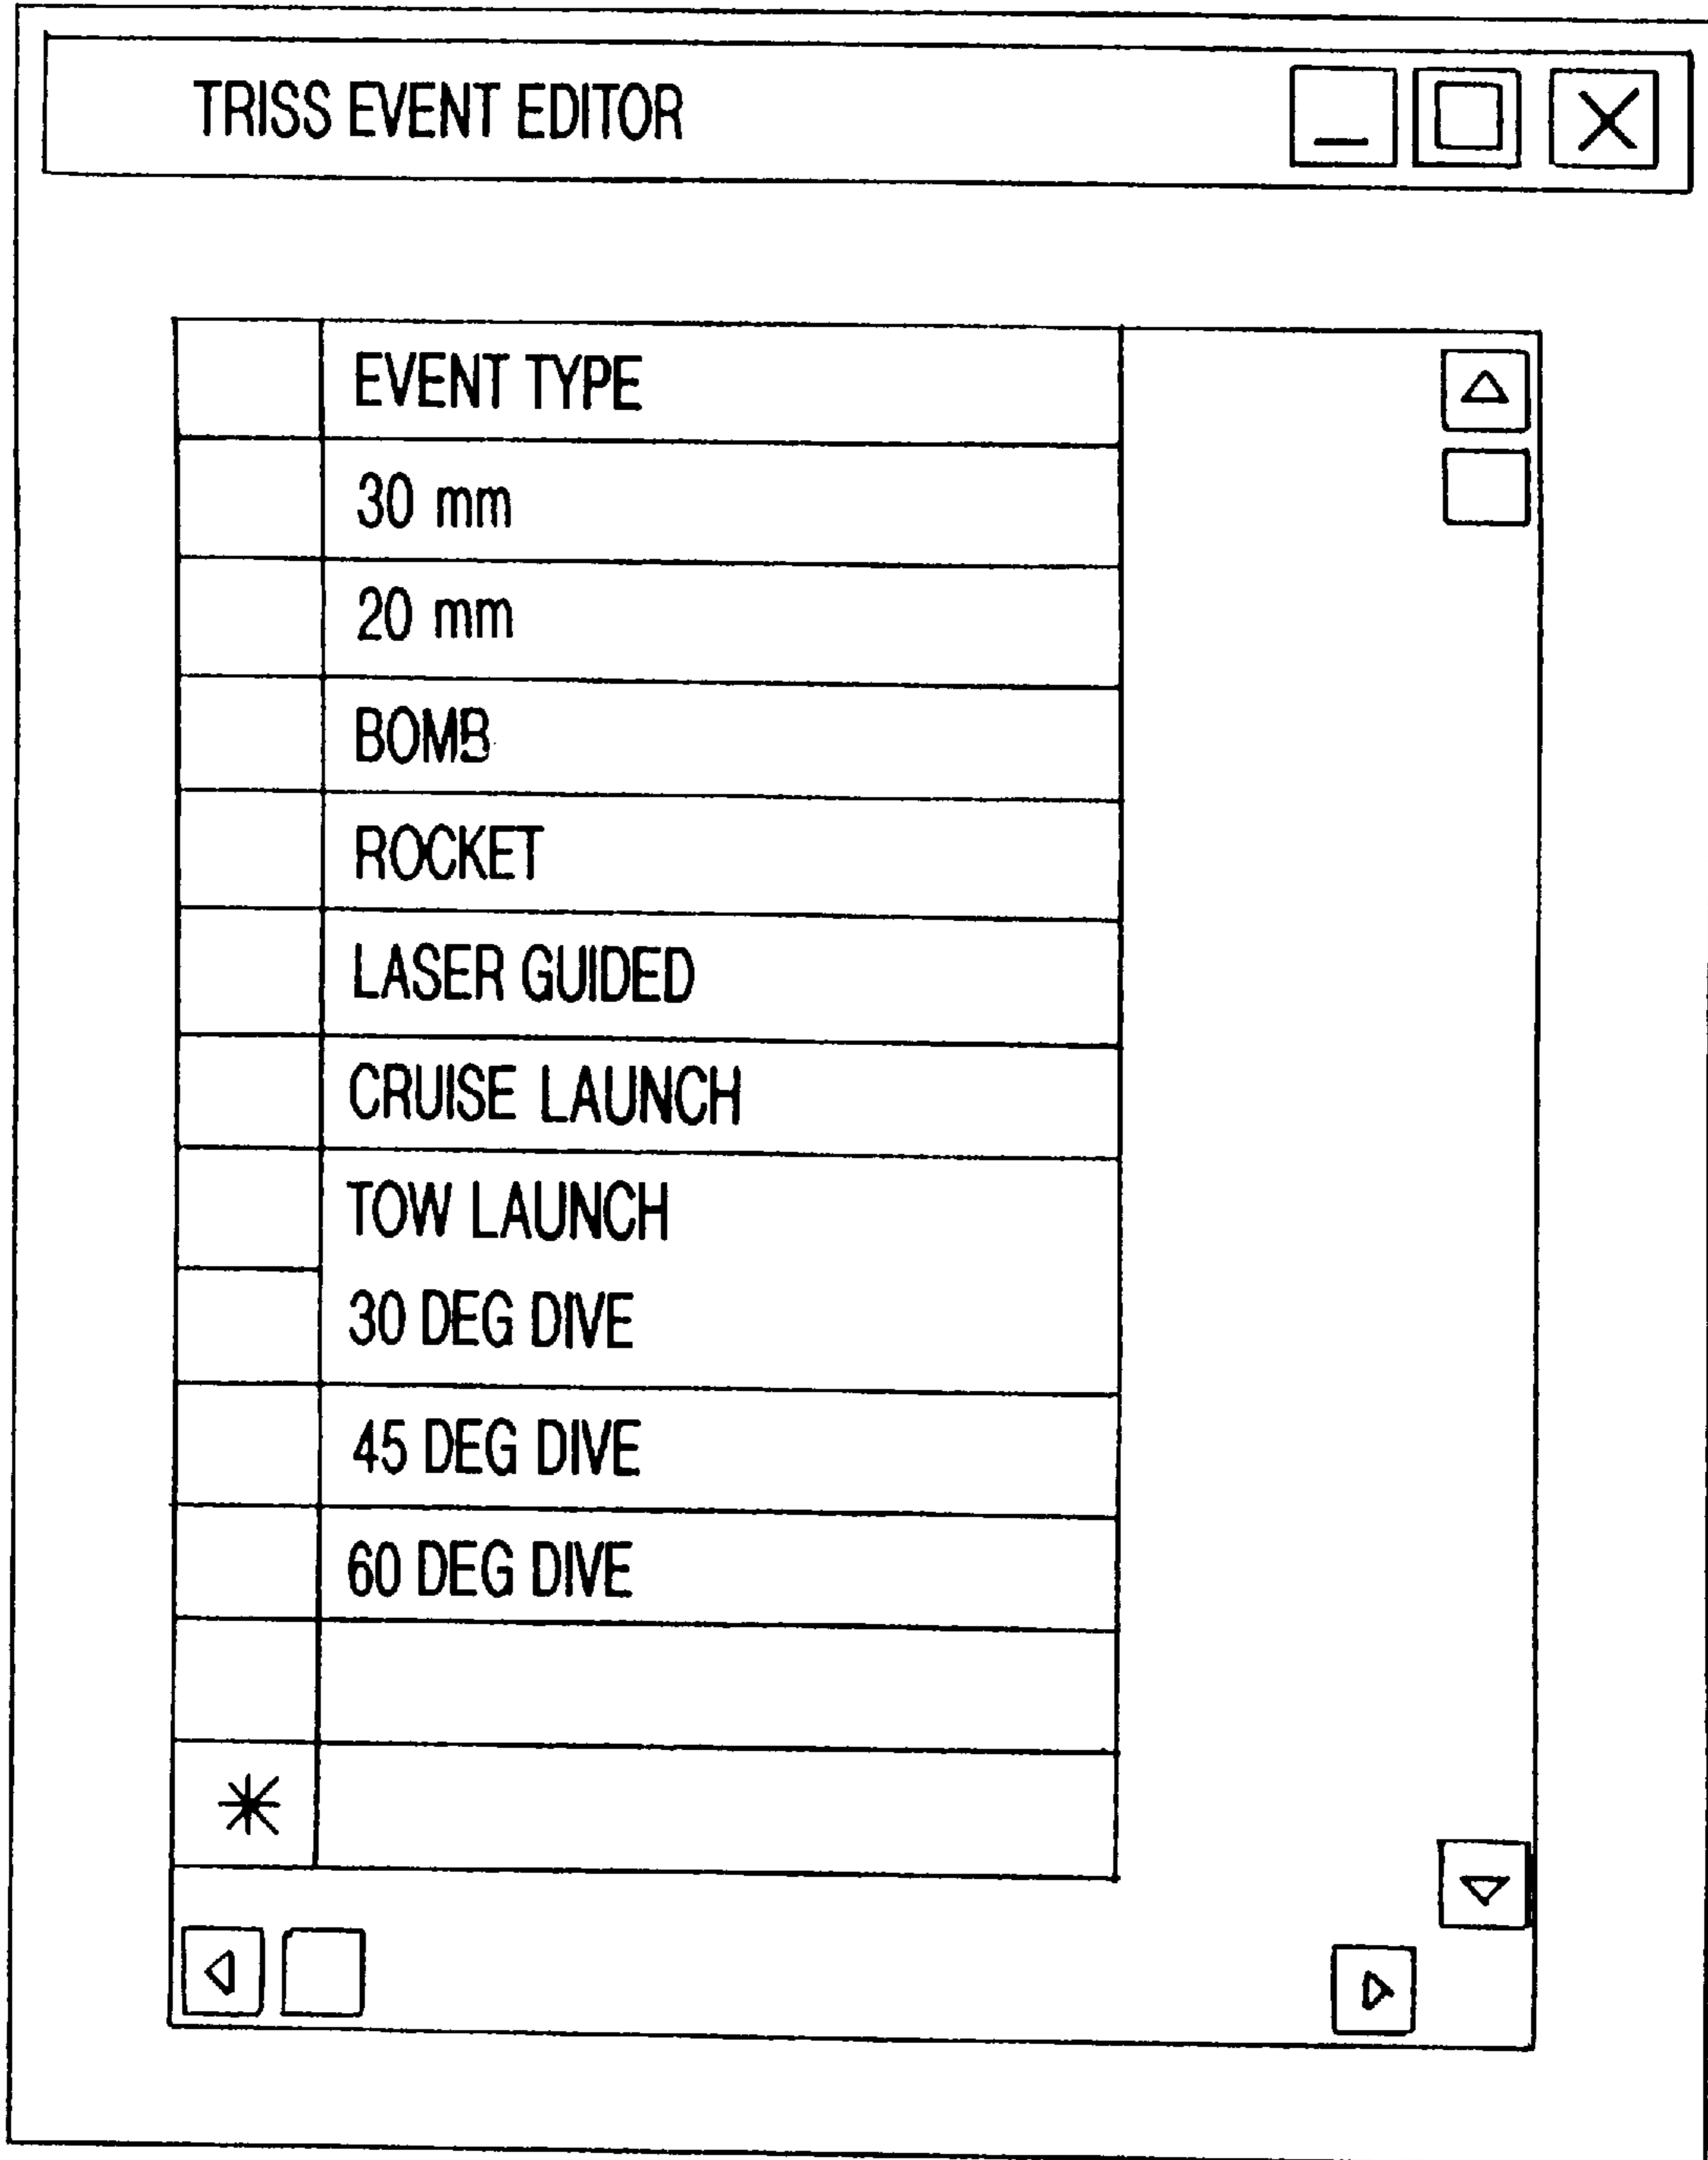 TRISS EVENT EDITOR
EVENT TYPE
30 mm
20 mm
BOMB
ROCKET
LASER GUIDED
CRUISE LAUNCH
TOW LAUNCH
30 DEG DIVE
45 DEG DIVE
60 DEG DIVE
*